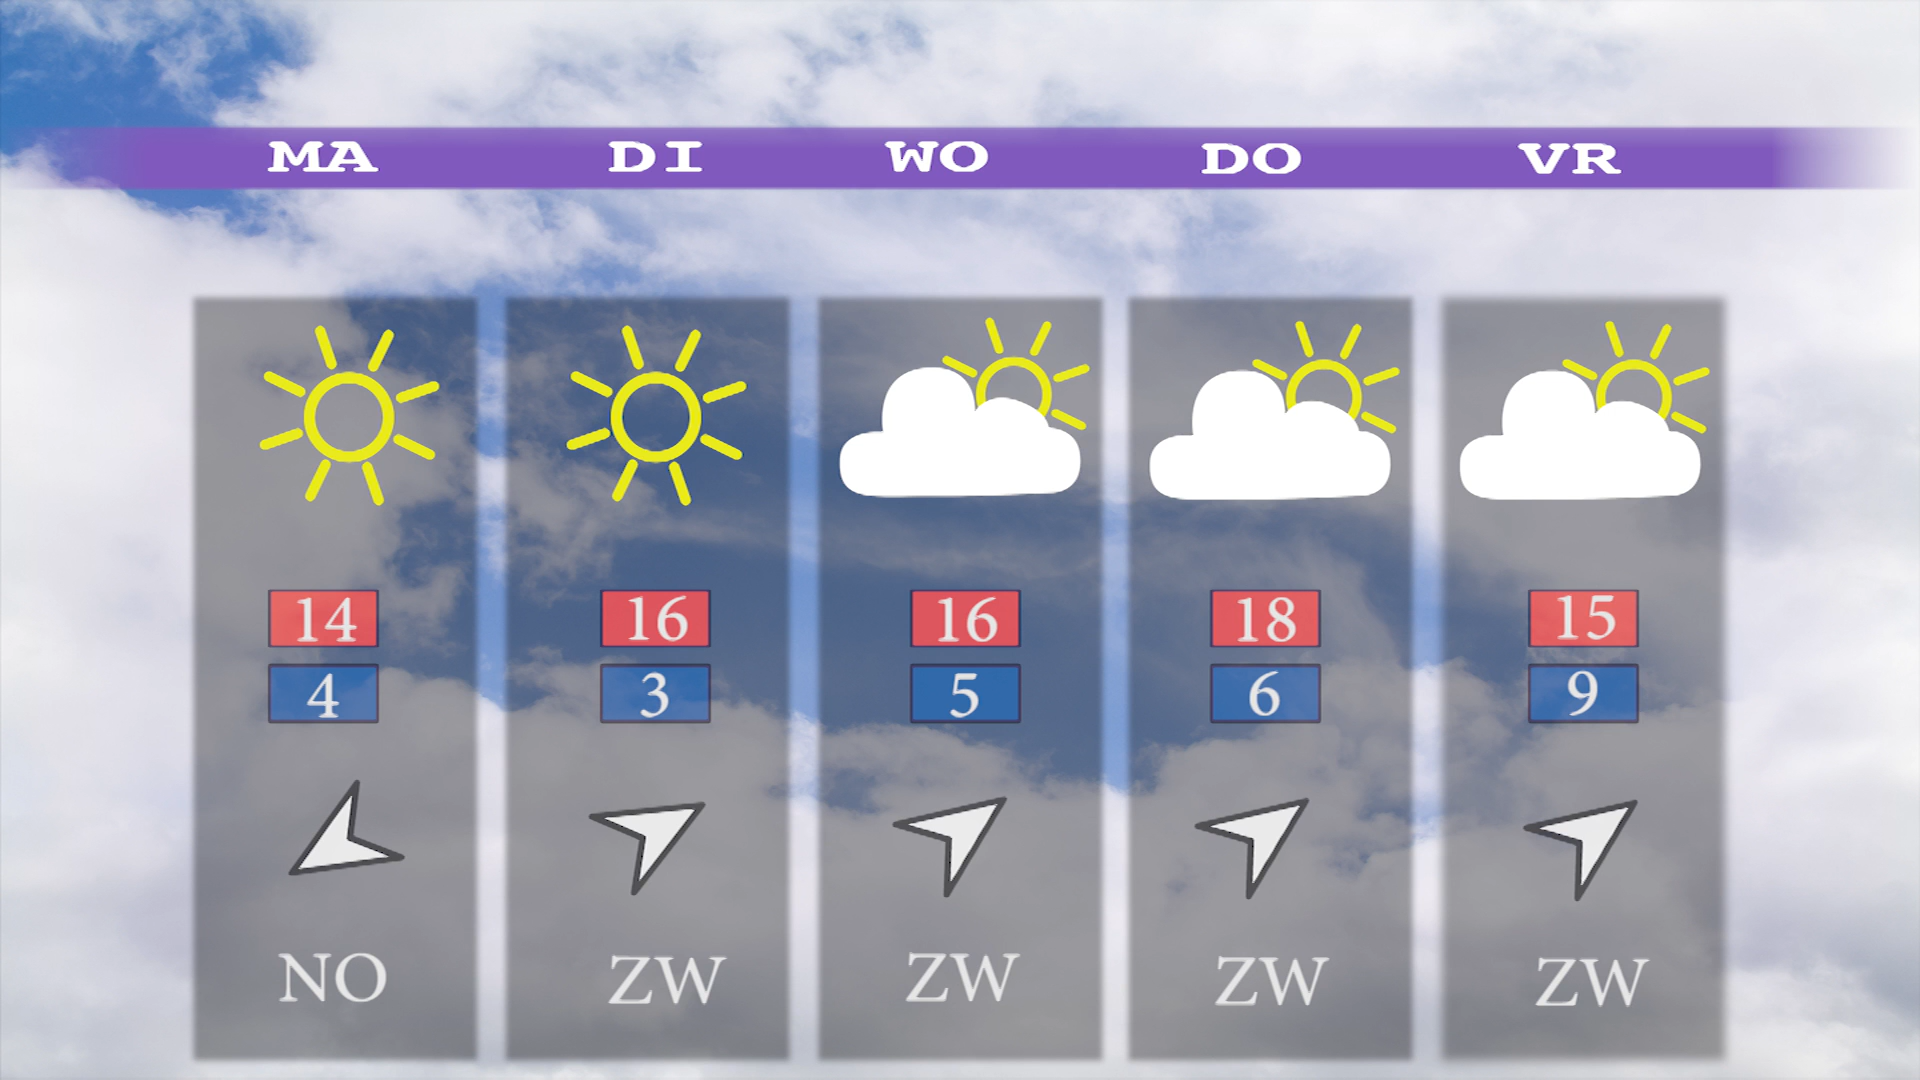 MA DI WO DO VR
14 16 16 18 15
4 3 5 6 9
NO ZW ZW ZW ZW